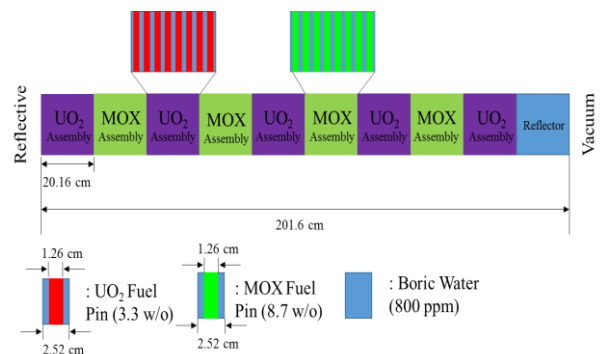 Reflective
UO2
Assembly
MOX
Assembly
UO2
Assembly
MOX
Assembly
UO2
Assembly
MOX
Assembly
UO2
Assembly
MOX
Assembly
UO2
Assembly
Reflector
Vacuum
20.16 cm
201.6 cm
1.26 cm
: UO2 Fuel
Pin (3.3 w/o)
2.52 cm
1.26 cm
: MOX Fuel
Pin (8.7 w/o)
2.52 cm
: Boric Water
(800 ppm)